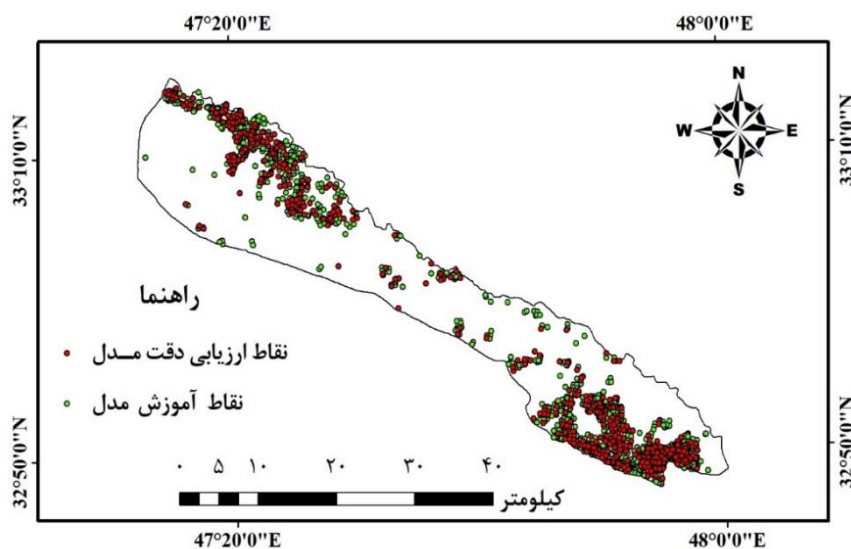 47°20'0"E 48°0'0"E
N
W E
S
33°10'0"N 33°10'0"N
راهنما
نقاط ارزیابی دقت مــدل
نقاط آموزش مدل
32°50'0"N 32°50'0"N
۰ ۵ ۱۰ ۲۰ ۳۰ ۴۰
کیلومتر
47°20'0"E 48°0'0"E